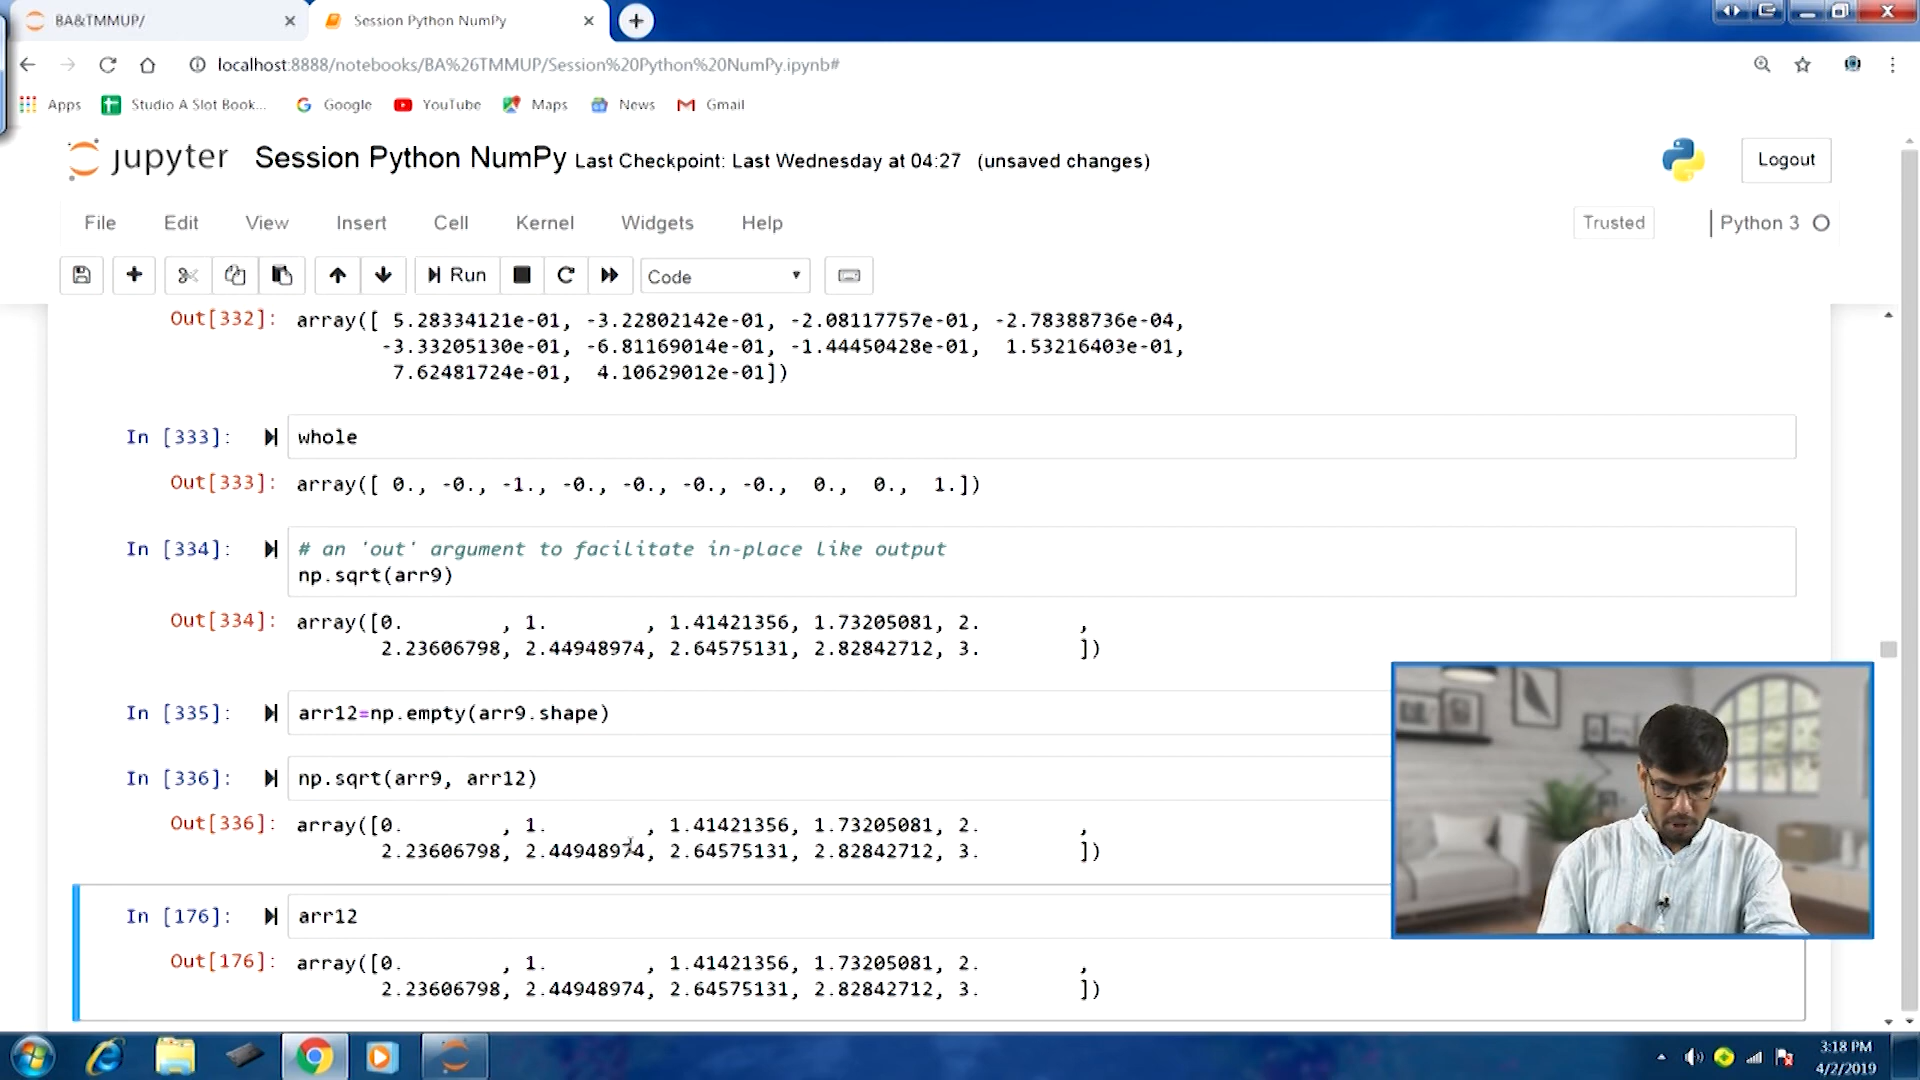 BA&TMMUP/
Session Python NumPy
localhost:8888/notebooks/BA%26TMMUP/Session%20Python%20NumPy.ipynb#
Apps Studio A Slot Book... Google YouTube Maps News Gmail
jupyter Session Python NumPy Last Checkpoint: Last Wednesday at 04:27 (unsaved changes)
Logout
File Edit View Insert Cell Kernel Widgets Help
Trusted
Python 3
Run
Code
Out[332]: array([ 5.28334121e-01, -3.22802142e-01, -2.08117757e-01, -2.78388736e-04,
-3.33205130e-01, -6.81169014e-01, -1.44450428e-01, 1.53216403e-01,
7.62481724e-01, 4.10629012e-01])
In [333]: whole
Out[333]: array([ 0., -0., -1., -0., -0., -0., -0., 0., 0., 1.])
In [334]: # an 'out' argument to facilitate in-place like output
np.sqrt(arr9)
Out[334]: array([0. , 1. , 1.41421356, 1.73205081, 2. ,
2.23606798, 2.44948974, 2.64575131, 2.82842712, 3. ])
In [335]: arr12=np.empty(arr9.shape)
In [336]: np.sqrt(arr9, arr12)
Out[336]: array([0. , 1. , 1.41421356, 1.73205081, 2. ,
2.23606798, 2.44948974, 2.64575131, 2.82842712, 3. ])
In [176]: arr12
Out[176]: array([0. , 1. , 1.41421356, 1.73205081, 2. ,
2.23606798, 2.44948974, 2.64575131, 2.82842712, 3. ])
3:18 PM
4/2/2019